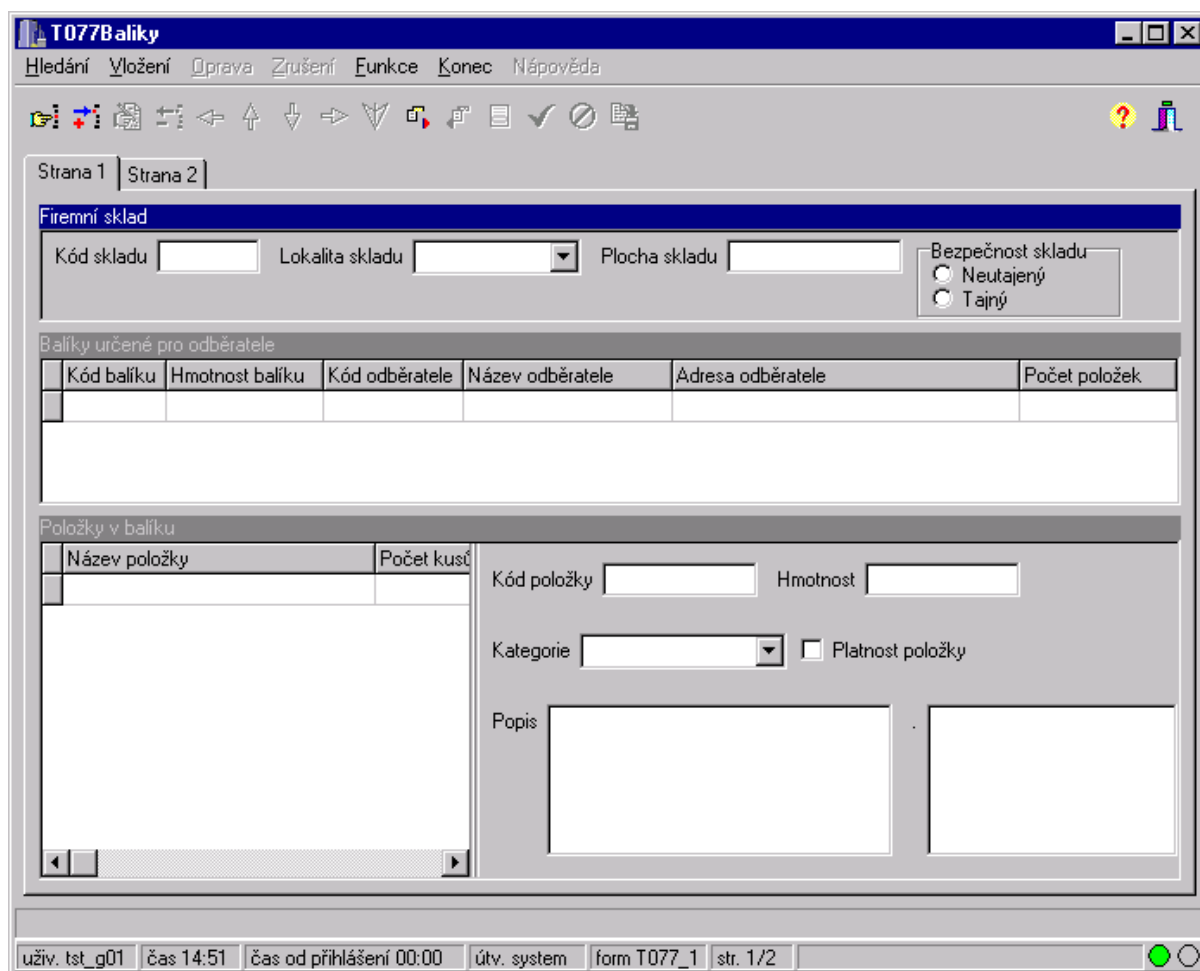 T077Baliky
Hledání Vložení Oprava Zrušení Funkce Konec Nápověda
?
Strana 1 Strana 2
Firemní sklad
Kód skladu Lokalita skladu Plocha skladu Bezpečnost skladu
Neutajený
Tajný
Balíky určené pro odběratele
Kód balíku Hmotnost balíku Kód odběratele Název odběratele Adresa odběratele Počet položek
Položky v balíku
Název položky Počet kusů
Kód položky Hmotnost
Kategorie Platnost položky
Popis .
uživ. tst_g01 čas 14:51 čas od přihlášení 00:00 útv. system form T077_1 str. 1/2